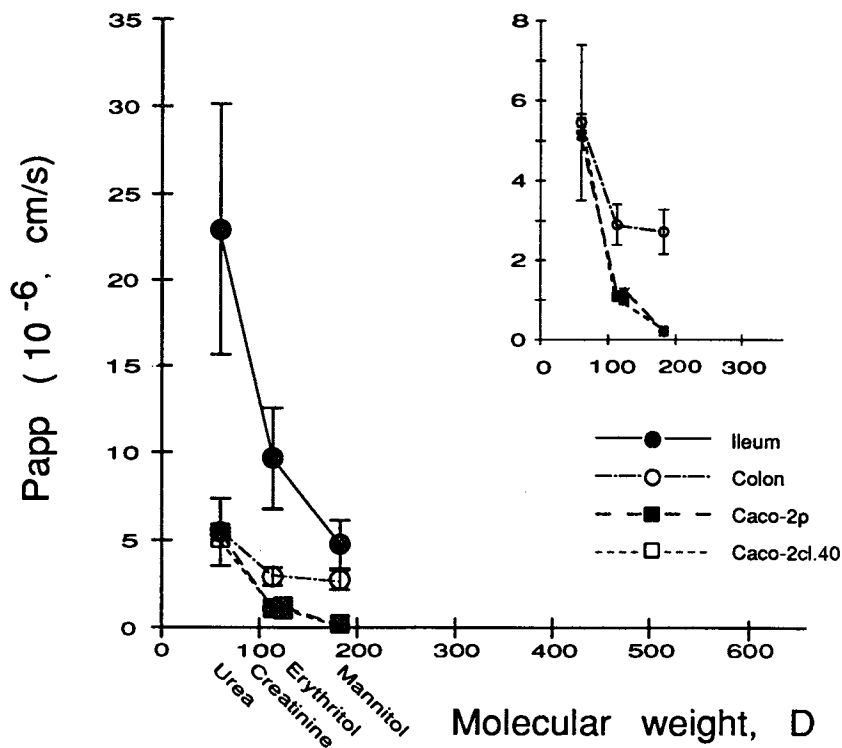 35
30
25
20
15
10
5
0
Papp (10⁻⁶, cm/s)
0
100
200
300
400
500
600
Urea
Creatinine
Erythritol
Mannitol
Molecular weight, D
8
6
4
2
0
0
100
200
300
Ileum
Colon
Caco-2p
Caco-2cl.40